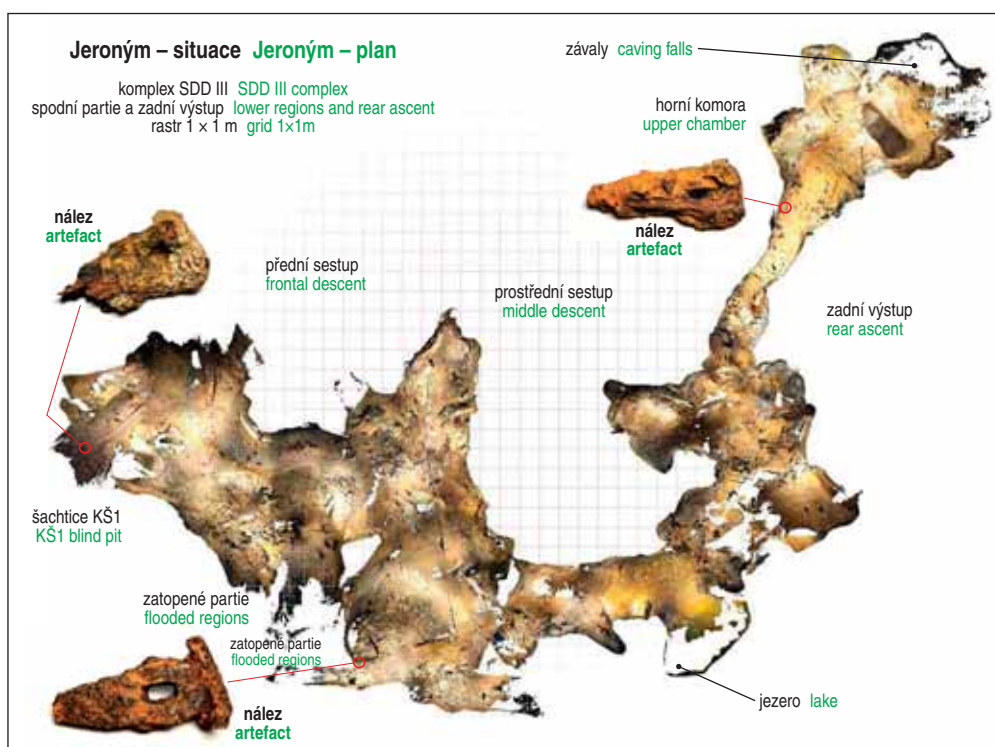 Jeroným – situace Jeroným – plan
komplex SDD III SDD III complex
spodní partie a zadní výstup lower regions and rear ascent
rastr 1 × 1 m grid 1×1m
závaly caving falls
horní komora
upper chamber
nález
artefact
nález
artefact
přední sestup
frontal descent
prostřední sestup
middle descent
zadní výstup
rear ascent
šachtice KŠ1
KŠ1 blind pit
zatopené partie
flooded regions
zatopené partie
flooded regions
jezero lake
nález
artefact